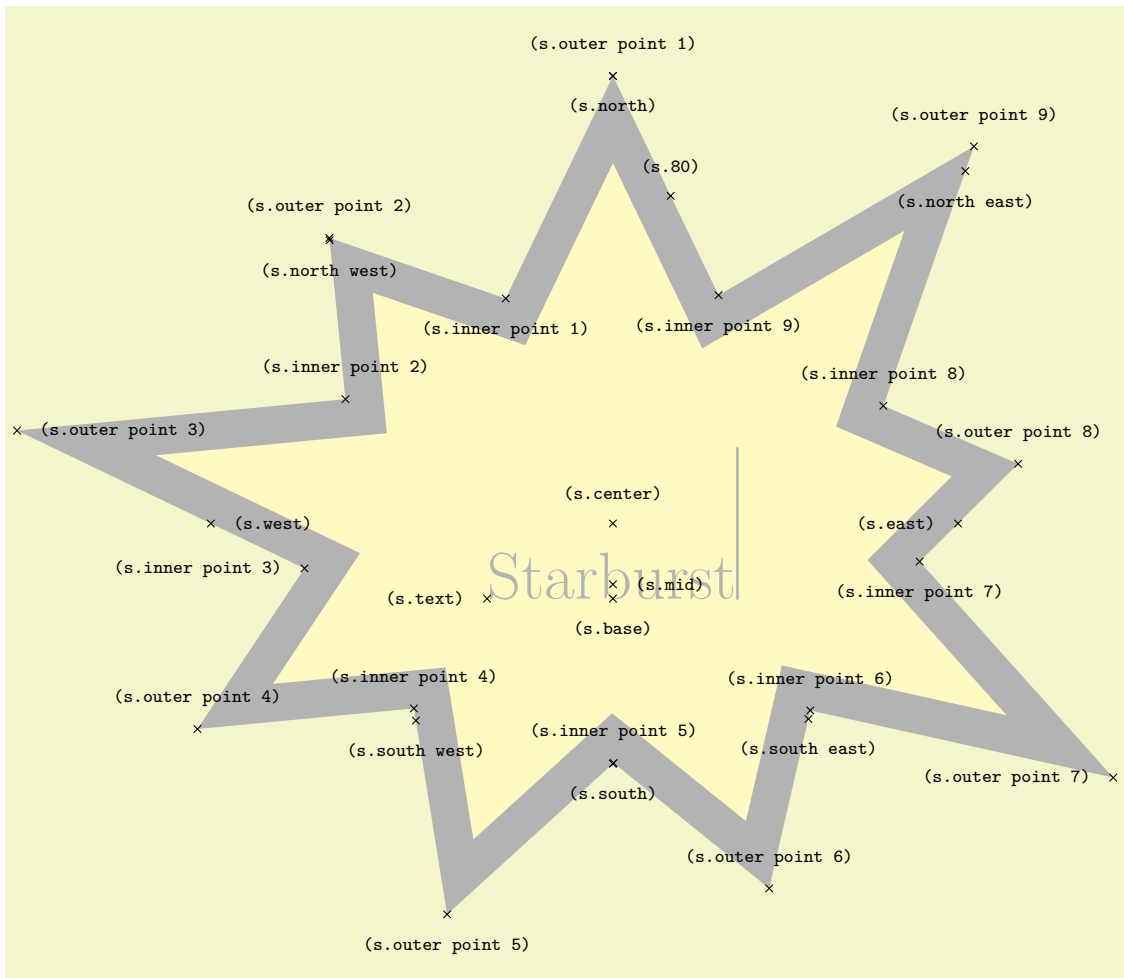 (s.outer point 1)
(s.north)
(s.outer point 9)
(s.80)
(s.north east)
(s.outer point 2)
(s.north west)
(s.inner point 1)
(s.inner point 9)
(s.inner point 2)
(s.inner point 8)
(s.outer point 3)
(s.outer point 8)
(s.center)
(s.west)
(s.east)
(s.inner point 3)
Starburst
(s.mid)
(s.inner point 7)
(s.text)
(s.base)
(s.inner point 4)
(s.inner point 6)
(s.outer point 4)
(s.inner point 5)
(s.south west)
(s.south east)
(s.outer point 7)
(s.south)
(s.outer point 6)
(s.outer point 5)